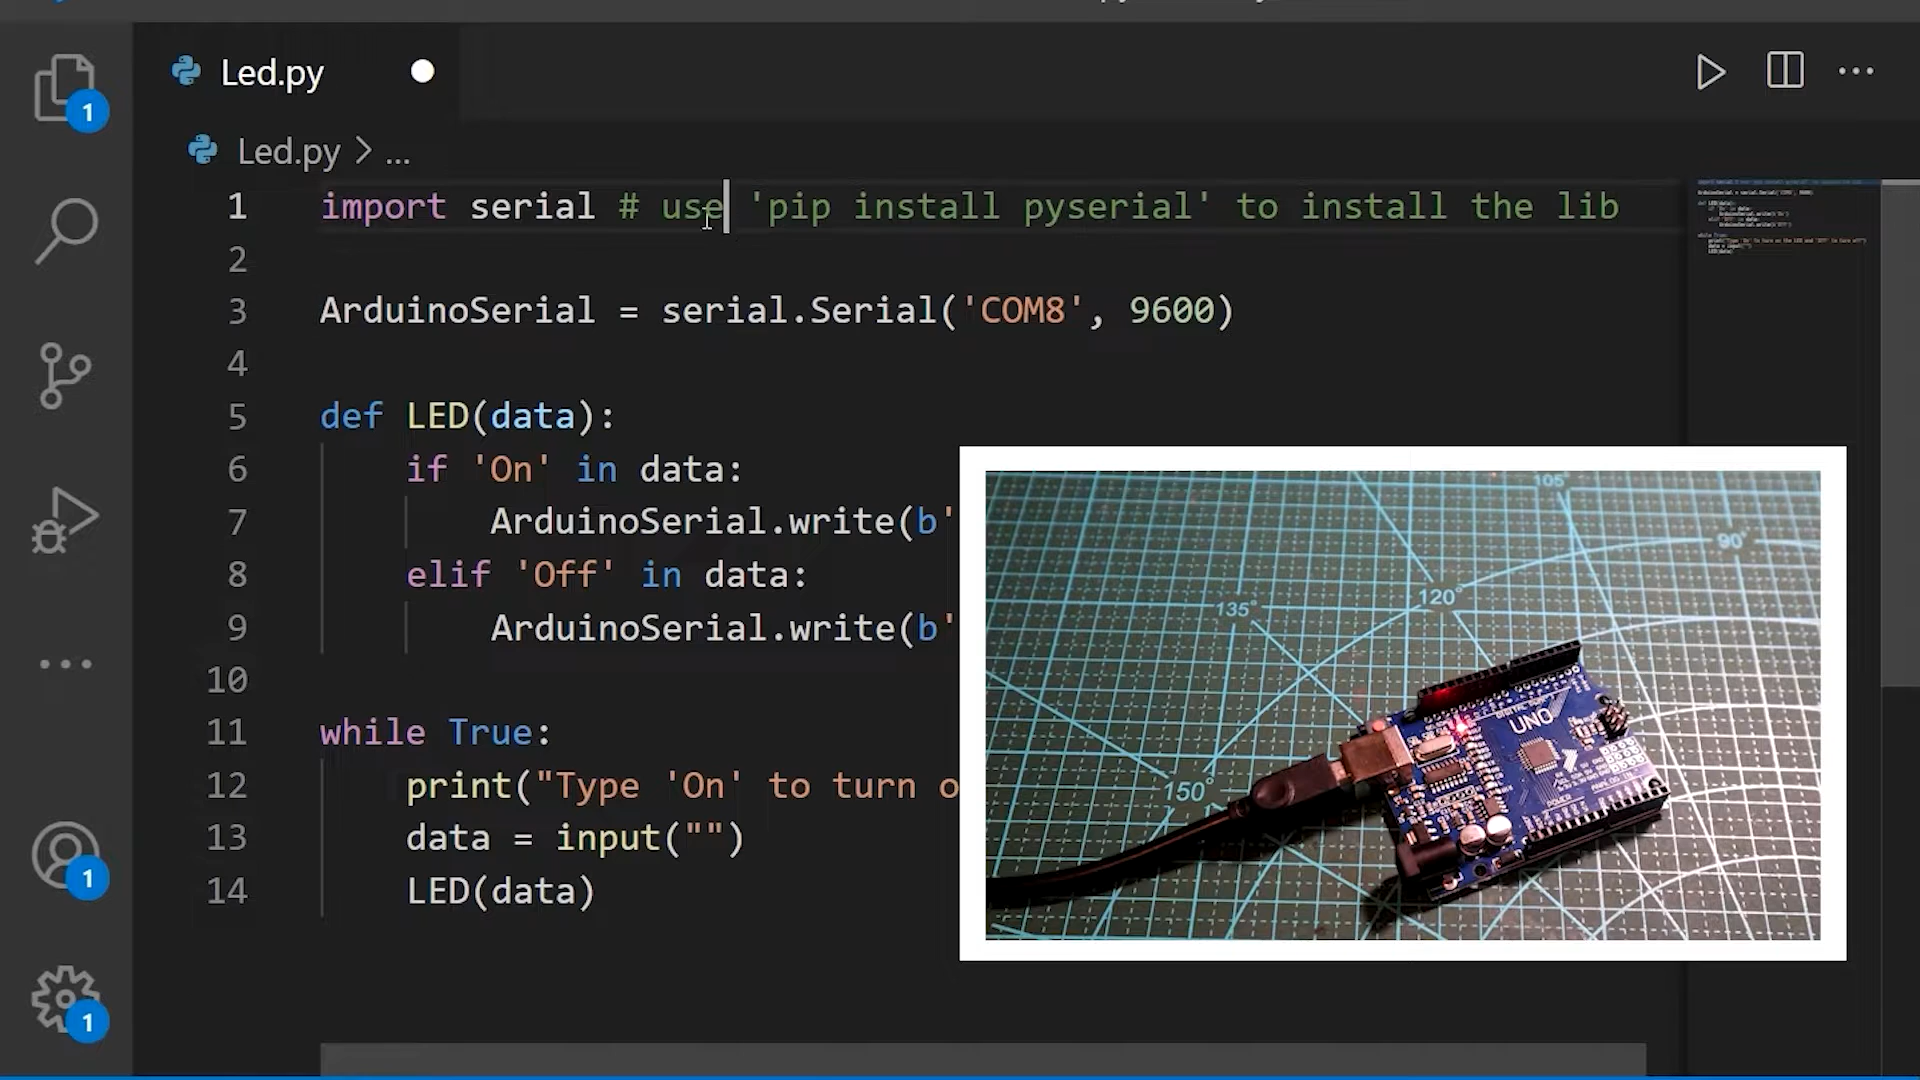 Led.py
1
Led.py > ...
1 import serial # use 'pip install pyserial' to install the lib
2
3 ArduinoSerial = serial.Serial('COM8', 9600)
4
5 def LED(data):
6 if 'On' in data:
7 ArduinoSerial.write(b'
8 elif 'Off' in data:
9 ArduinoSerial.write(b'
10
11 while True:
12 print("Type 'On' to turn o
13 data = input("")
14 LED(data)
1
1
105°
90°
120°
135°
150°
UNO